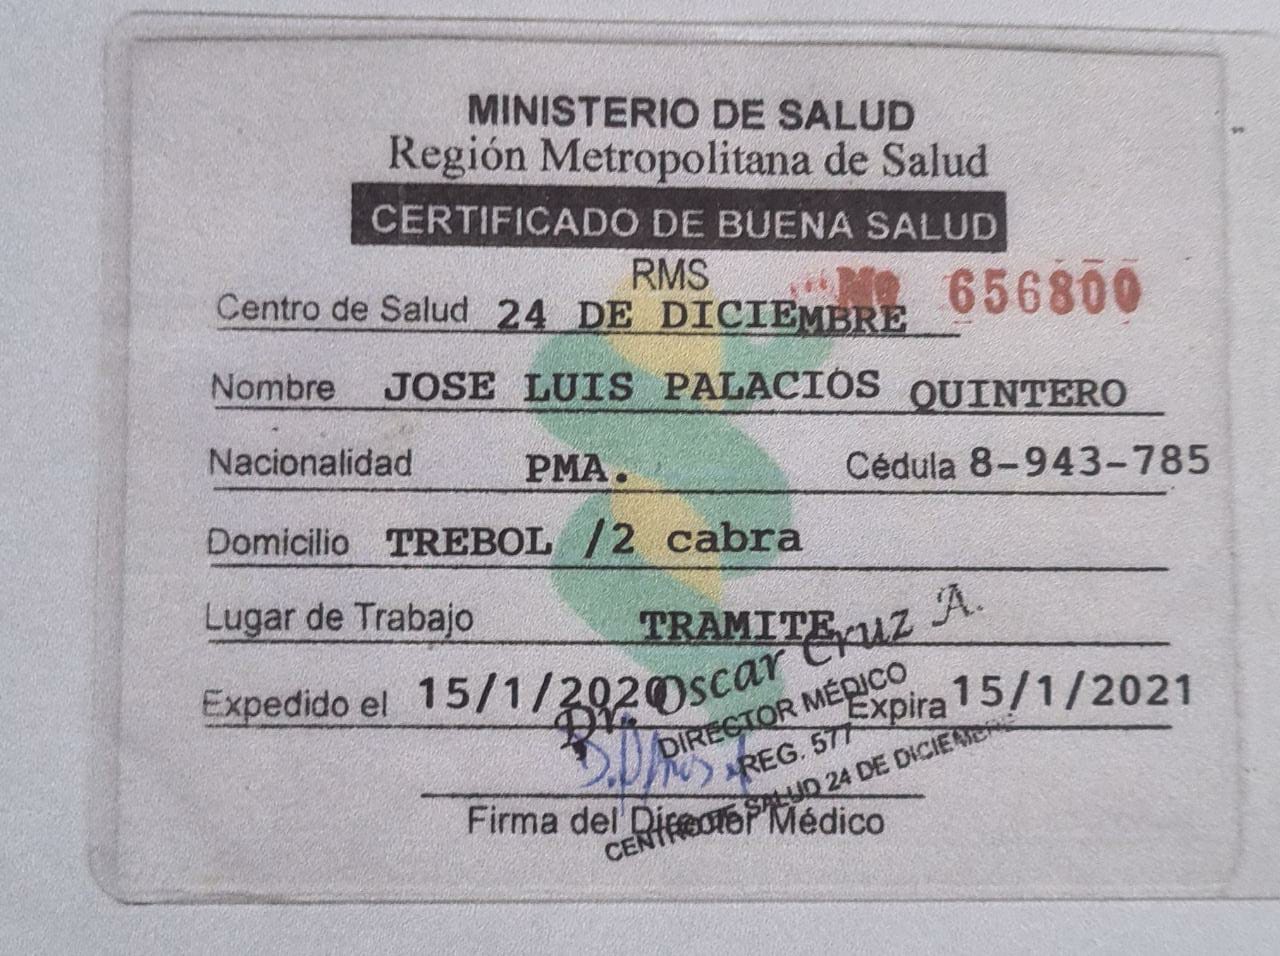 MINISTERIO DE SALUD
Región Metropolitana de Salud
CERTIFICADO DE BUENA SALUD
RMS
Nº 656800
Centro de Salud 24 DE DICIEMBRE
Nombre JOSE LUIS PALACIOS QUINTERO
Nacionalidad PMA. Cédula 8-943-785
Domicilio TREBOL /2 cabra
Lugar de Trabajo TRAMITE
Expedido el 15/1/2020 Expira 15/1/2021
Dr. Oscar Cruz A.
DIRECTOR MÉDICO
REG. 577
CENTRO DE SALUD 24 DE DICIEMBRE
Firma del Director Médico